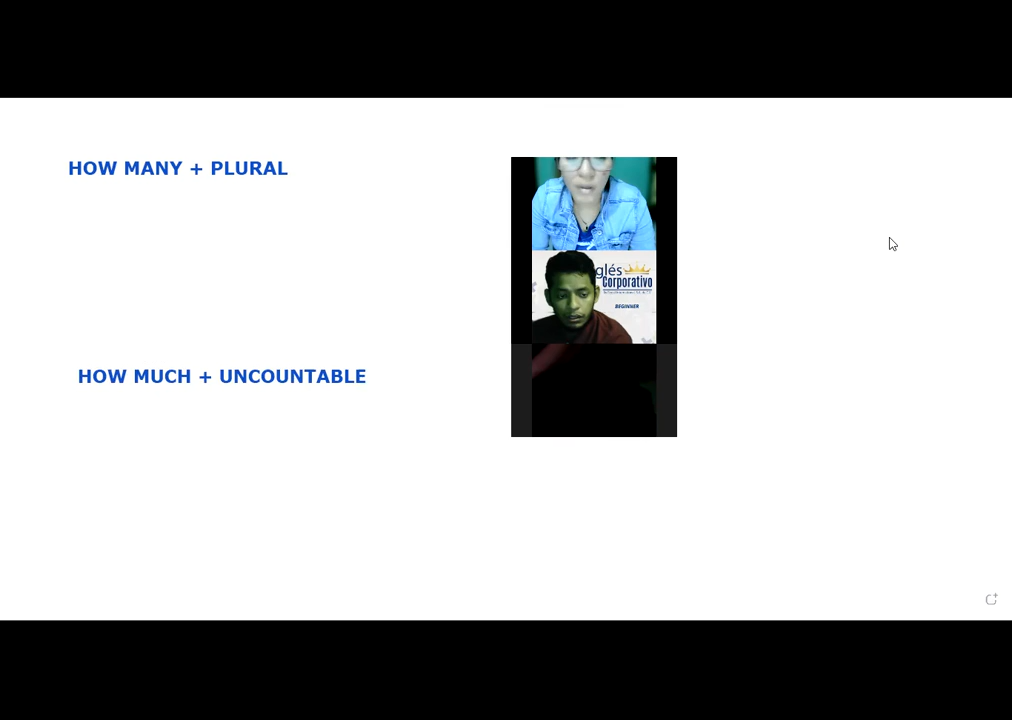 HOW MANY + PLURAL
glés
Corporativo
BEGINNER
HOW MUCH + UNCOUNTABLE